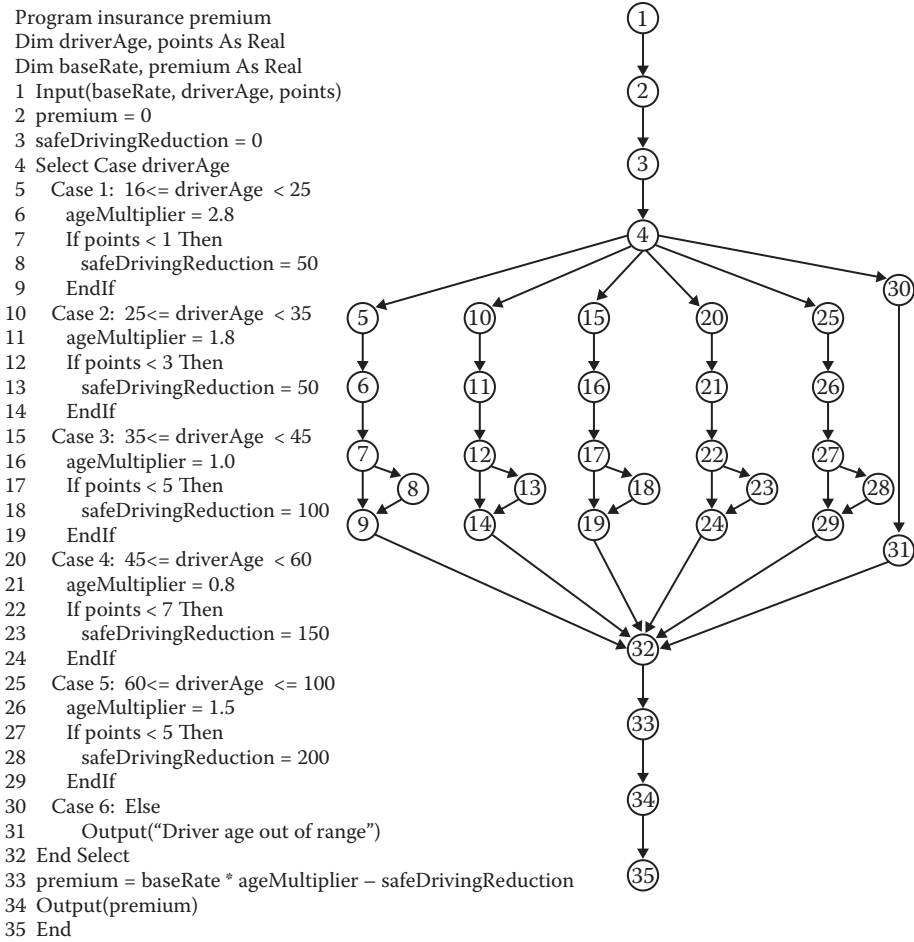 Program insurance premium
Dim driverAge, points As Real
Dim baseRate, premium As Real
1 Input(baseRate, driverAge, points)
2 premium = 0
3 safeDrivingReduction = 0
4 Select Case driverAge
5 Case 1: 16<= driverAge < 25
6 ageMultiplier = 2.8
7 If points < 1 Then
8 safeDrivingReduction = 50
9 EndIf
10 Case 2: 25<= driverAge < 35
11 ageMultiplier = 1.8
12 If points < 3 Then
13 safeDrivingReduction = 50
14 EndIf
15 Case 3: 35<= driverAge < 45
16 ageMultiplier = 1.0
17 If points < 5 Then
18 safeDrivingReduction = 100
19 EndIf
20 Case 4: 45<= driverAge < 60
21 ageMultiplier = 0.8
22 If points < 7 Then
23 safeDrivingReduction = 150
24 EndIf
25 Case 5: 60<= driverAge <= 100
26 ageMultiplier = 1.5
27 If points < 5 Then
28 safeDrivingReduction = 200
29 EndIf
30 Case 6: Else
31 Output(“Driver age out of range”)
32 End Select
33 premium = baseRate * ageMultiplier – safeDrivingReduction
34 Output(premium)
35 End
1
2
3
4
30
5 10 15 20 25
6 11 16 21 26
7 12 17 22 27
8 13 18 23 28
9 14 19 24 29
31
32
33
34
35